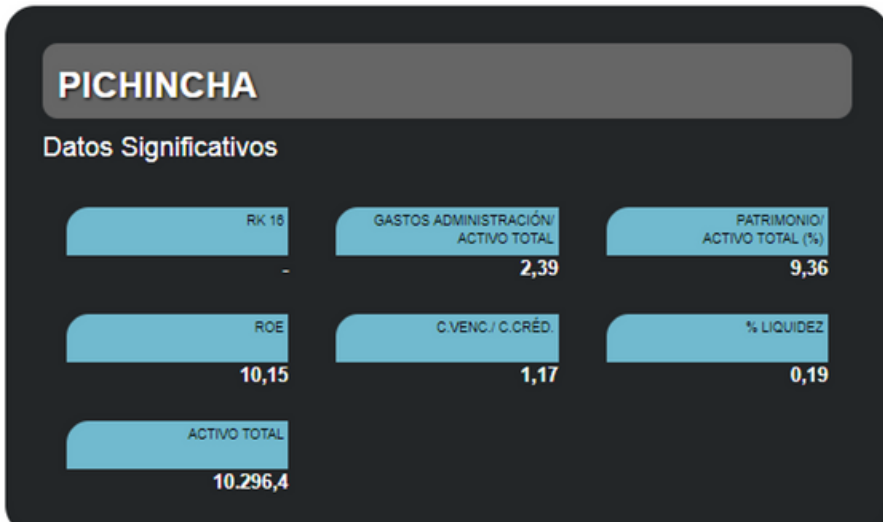 PICHINCHA
Datos Significativos
RK 16
-
GASTOS ADMINISTRACIÓN/
ACTIVO TOTAL
2,39
PATRIMONIO/
ACTIVO TOTAL (%)
9,36
ROE
10,15
C.VENC./ C.CRÉD.
1,17
% LIQUIDEZ
0,19
ACTIVO TOTAL
10.296,4